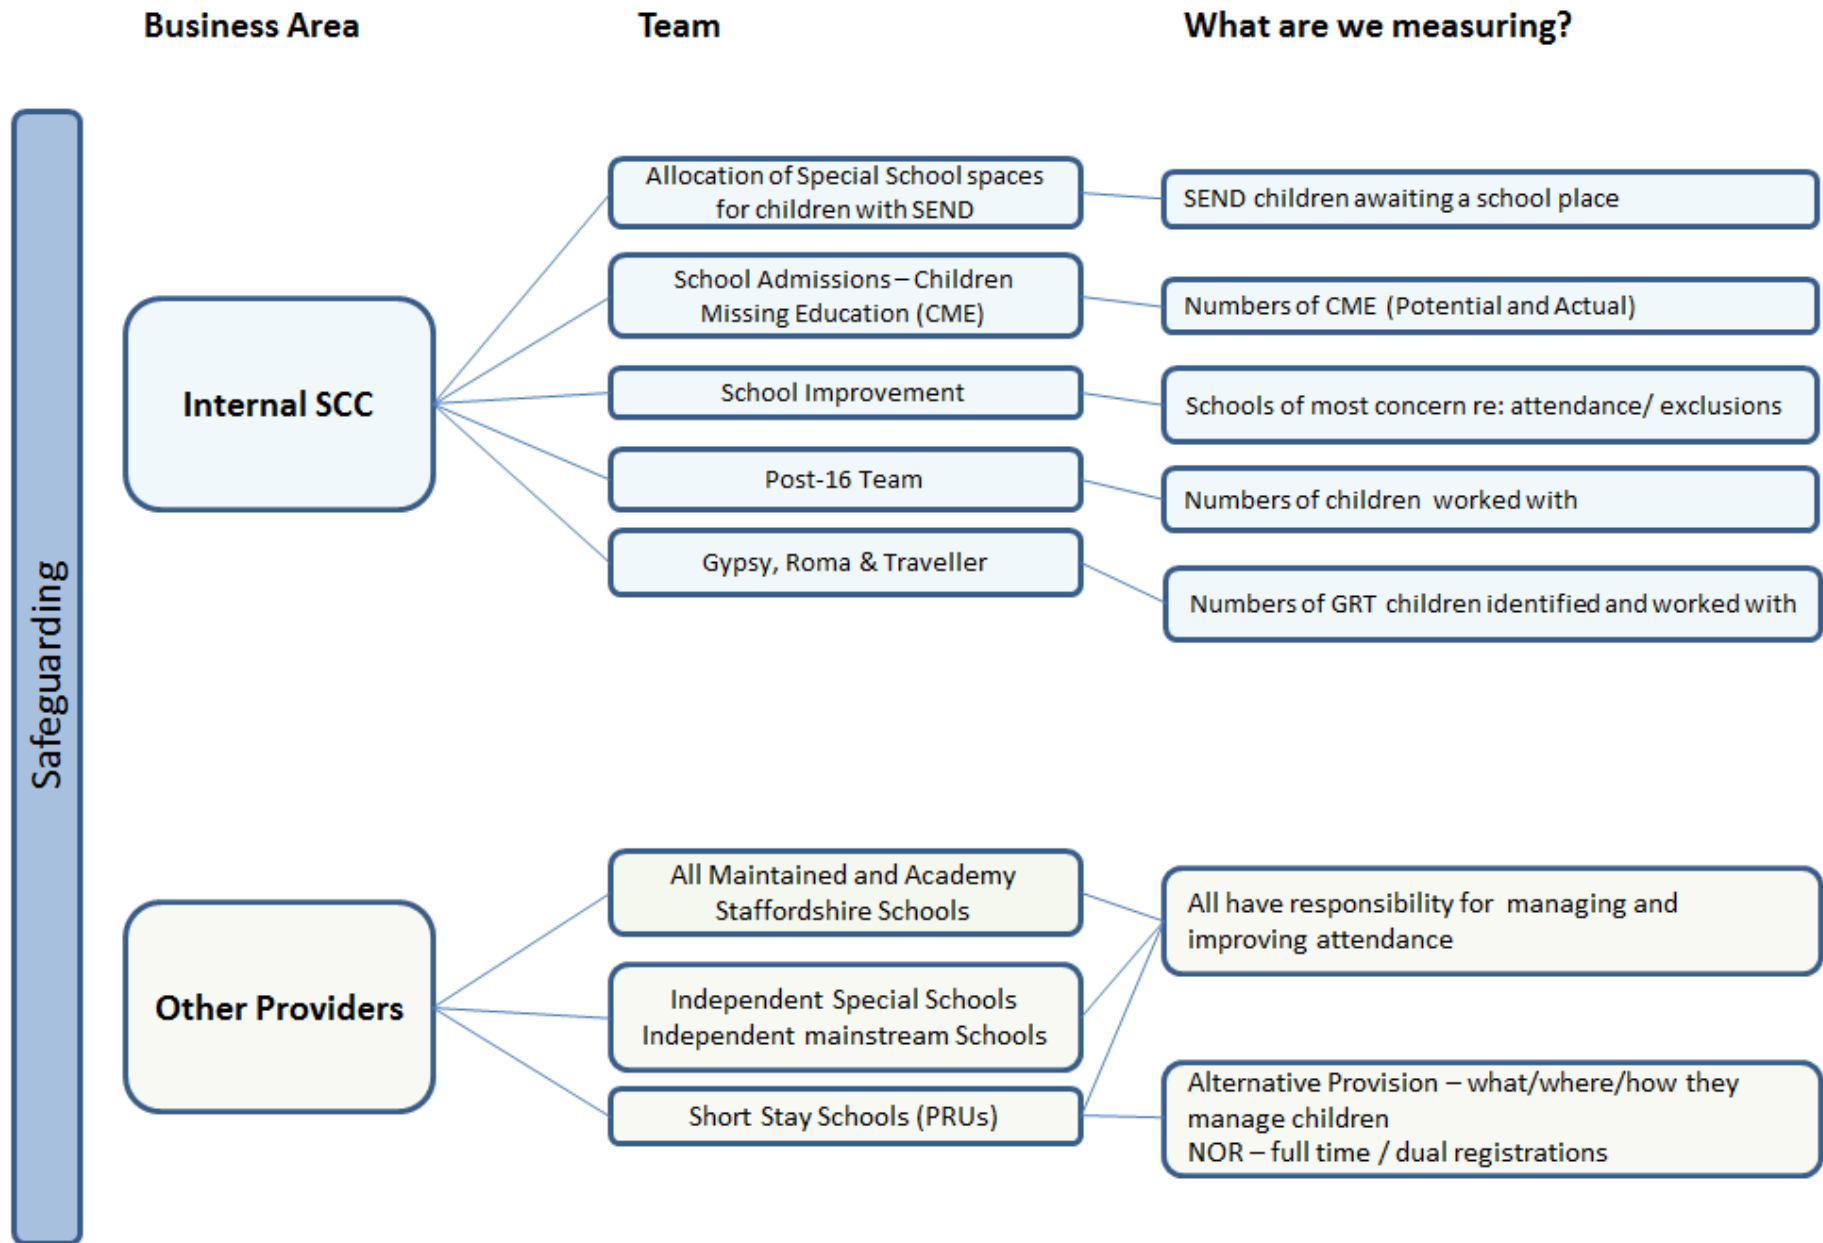 Business Area
Team
What are we measuring?
Safeguarding
Internal SCC
Allocation of Special School spaces
for children with SEND
SEND children awaiting a school place
School Admissions – Children
Missing Education (CME)
Numbers of CME (Potential and Actual)
School Improvement
Schools of most concern re: attendance/ exclusions
Post-16 Team
Numbers of children worked with
Gypsy, Roma & Traveller
Numbers of GRT children identified and worked with
Other Providers
All Maintained and Academy
Staffordshire Schools
All have responsibility for managing and
improving attendance
Independent Special Schools
Independent mainstream Schools
Short Stay Schools (PRUs)
Alternative Provision – what/where/how they
manage children
NOR – full time / dual registrations